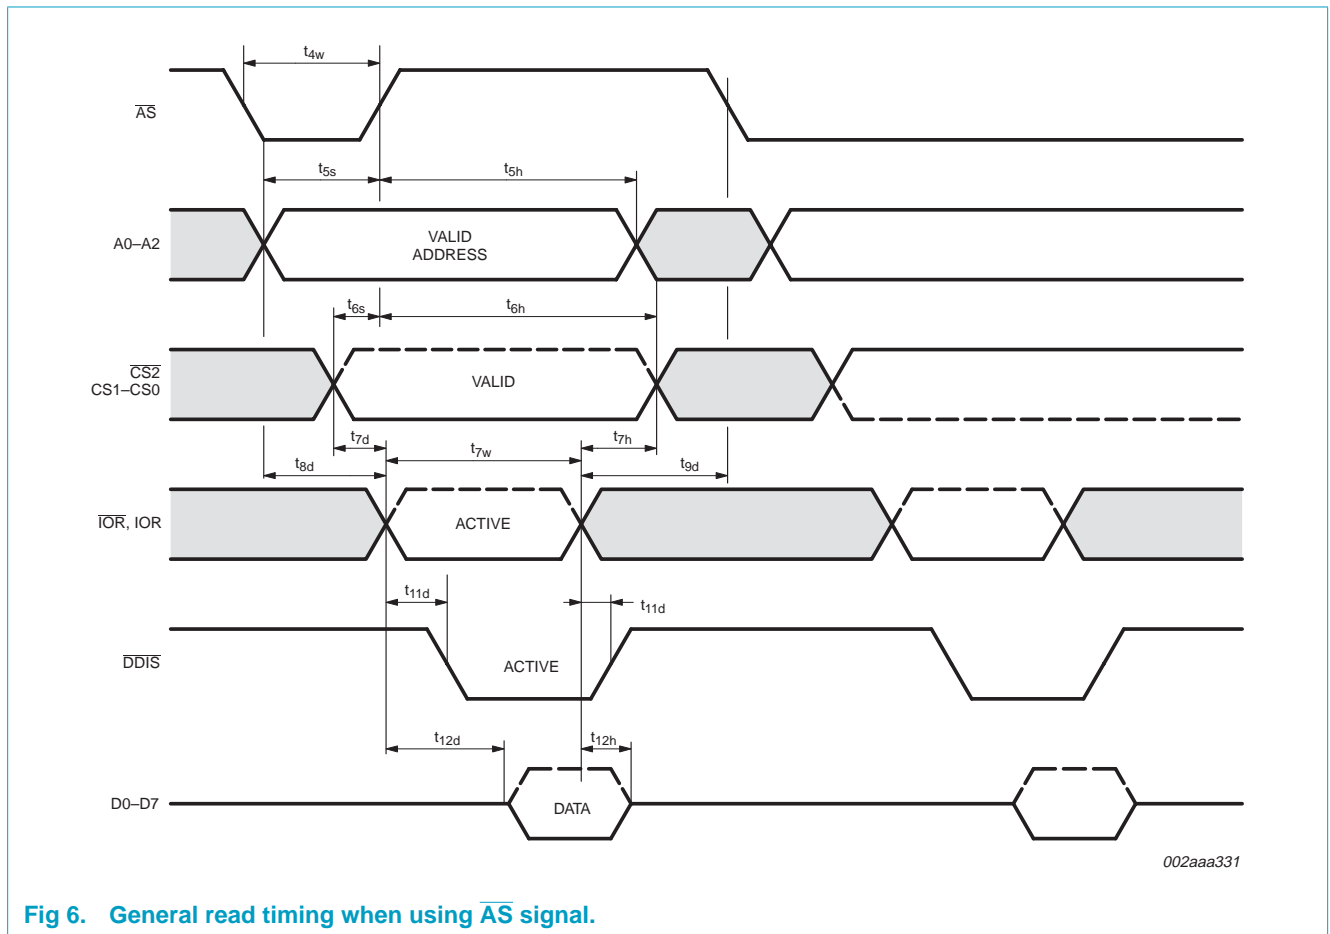 t4w
AS
t5s
t5h
A0–A2
VALID
ADDRESS
t6s
t6h
CS2
CS1–CS0
VALID
t7d
t7w
t7h
t8d
t9d
IOR, IOR
ACTIVE
t11d
t11d
DDIS
ACTIVE
t12d
t12h
D0–D7
DATA
002aaa331
Fig 6. General read timing when using AS signal.